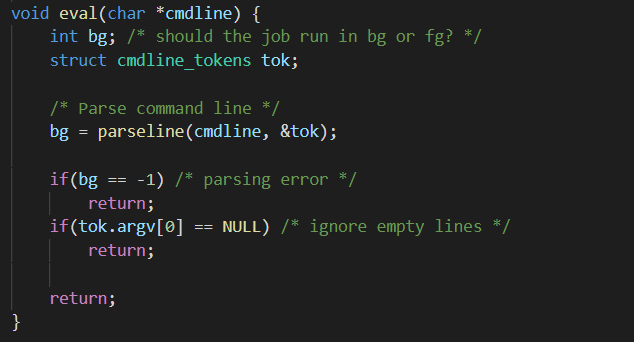 void eval(char *cmdline) {
    int bg; /* should the job run in bg or fg? */
    struct cmdline_tokens tok;

    /* Parse command line */
    bg = parseline(cmdline, &tok);

    if(bg == -1) /* parsing error */
        return;
    if(tok.argv[0] == NULL) /* ignore empty lines */
        return;

    return;
}